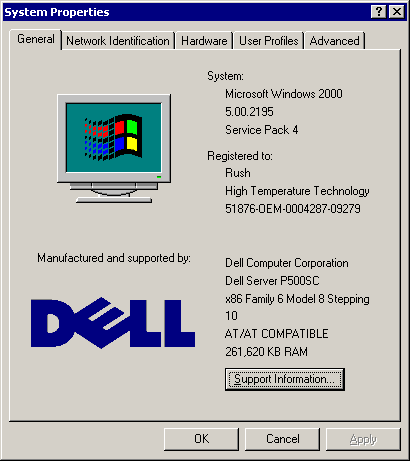 System Properties
General Network Identification Hardware User Profiles Advanced
System:
Microsoft Windows 2000
5.00.2195
Service Pack 4
Registered to:
Rush
High Temperature Technology
51876-OEM-0004287-09279
Manufactured and supported by:
DELL
Dell Computer Corporation
Dell Server P500SC
x86 Family 6 Model 8 Stepping
10
AT/AT COMPATIBLE
261,620 KB RAM
Support Information...
OK Cancel Apply